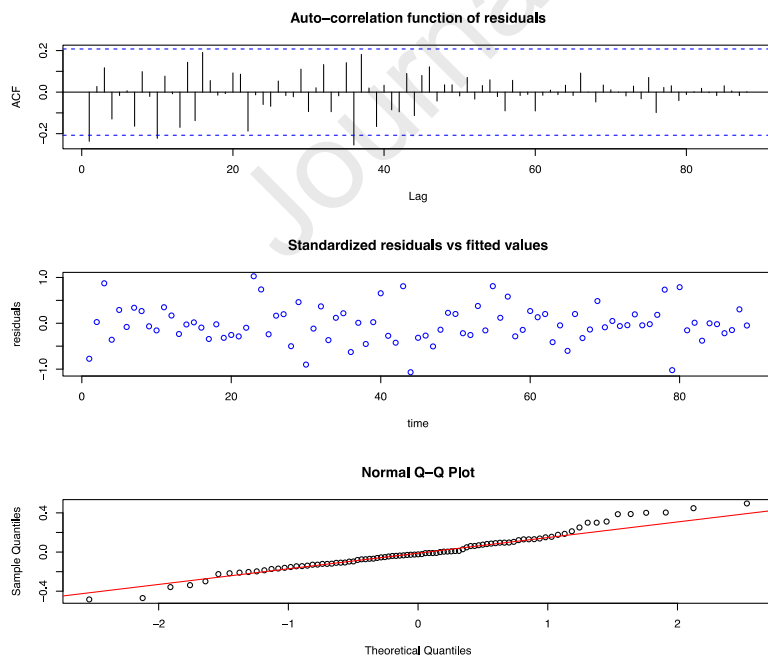 Auto−correlation function of residuals
ACF
0.2
0.0
−0.2
0 20 40 60 80
Lag
Journal
Standardized residuals vs fitted values
residuals
1.0
0.0
−1.0
0 20 40 60 80
time
Normal Q−Q Plot
Sample Quantiles
0.4
0.0
−0.4
−2 −1 0 1 2
Theoretical Quantiles